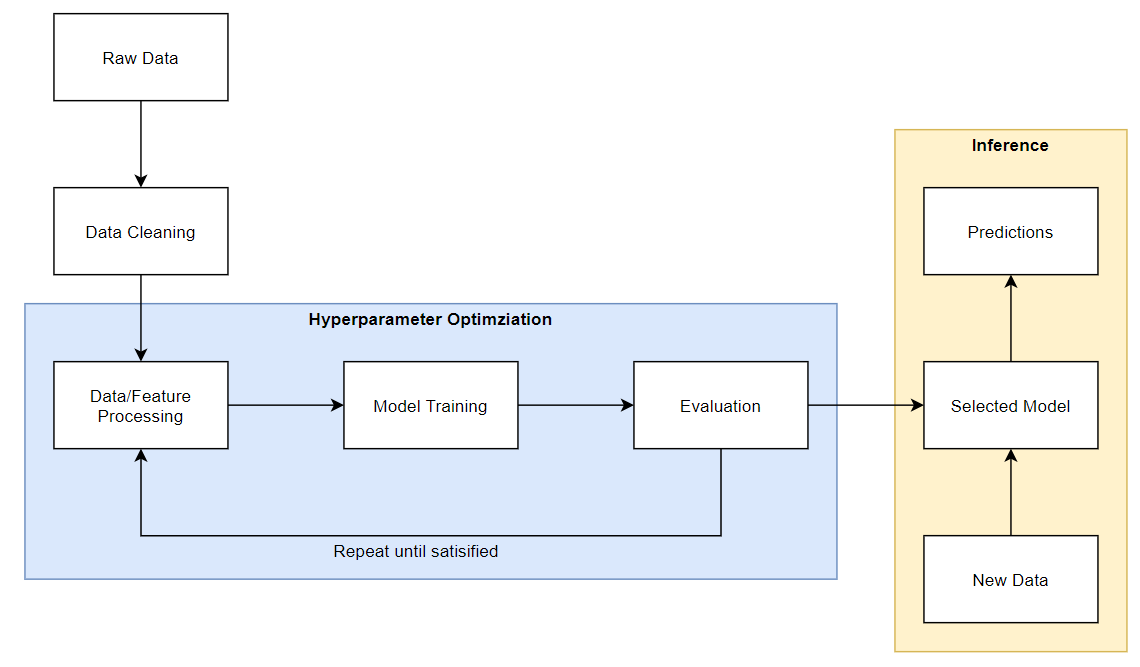 Raw Data
Data Cleaning
Hyperparameter Optimziation
Data/Feature
Processing
Model Training
Evaluation
Repeat until satisified
Inference
Predictions
Selected Model
New Data